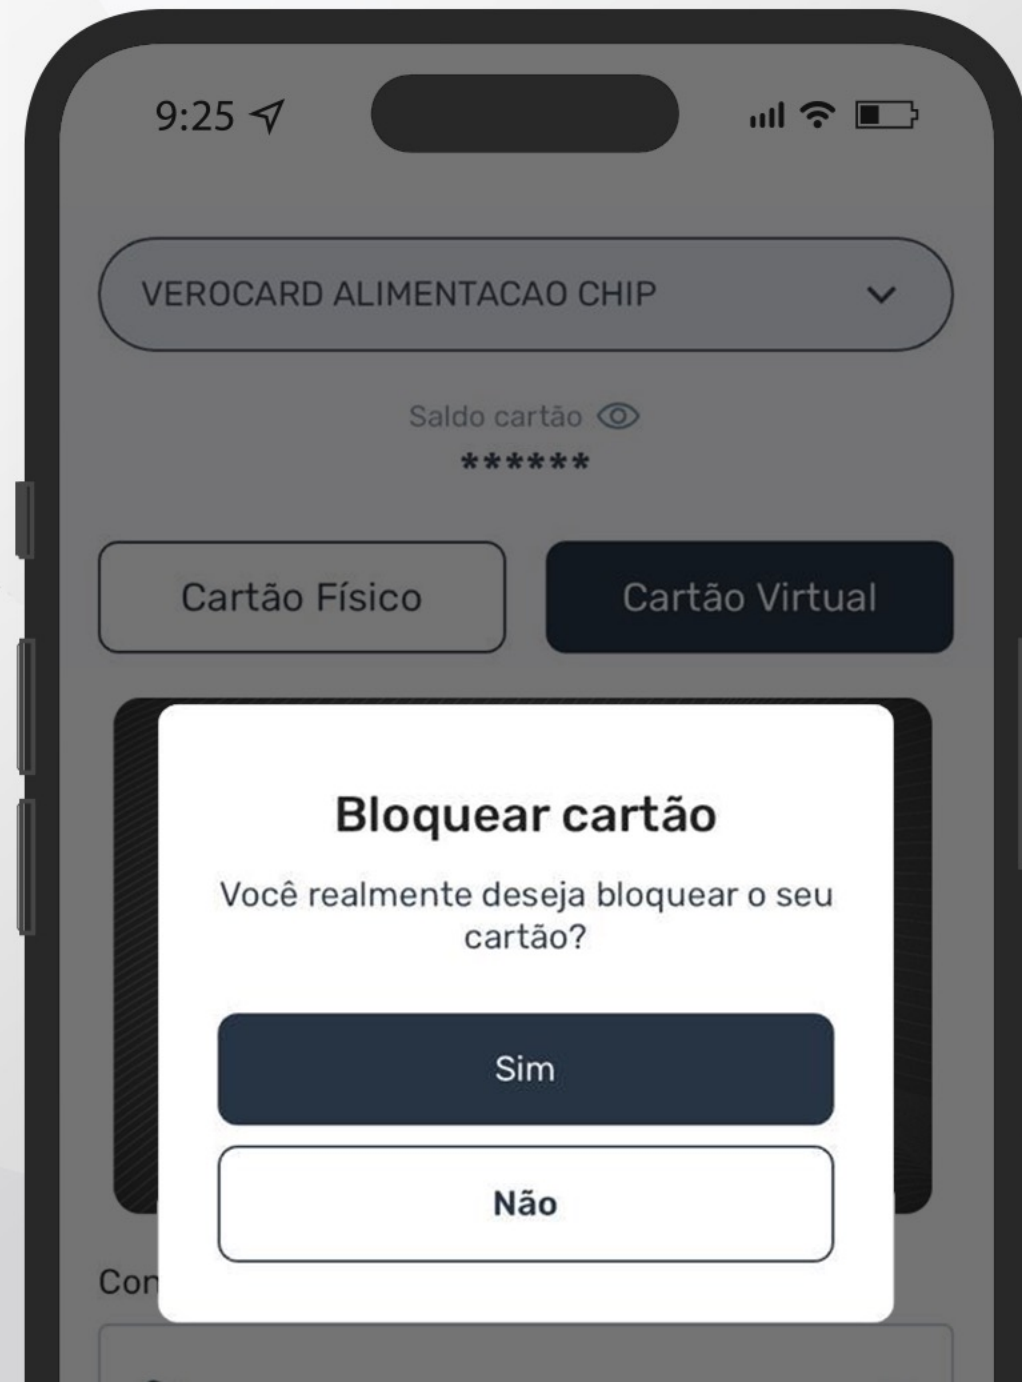 9:25
VEROCARD ALIMENTACAO CHIP
Saldo cartão
******
Cartão Físico
Cartão Virtual
Bloquear cartão
Você realmente deseja bloquear o seu
cartão?
Sim
Não
Con